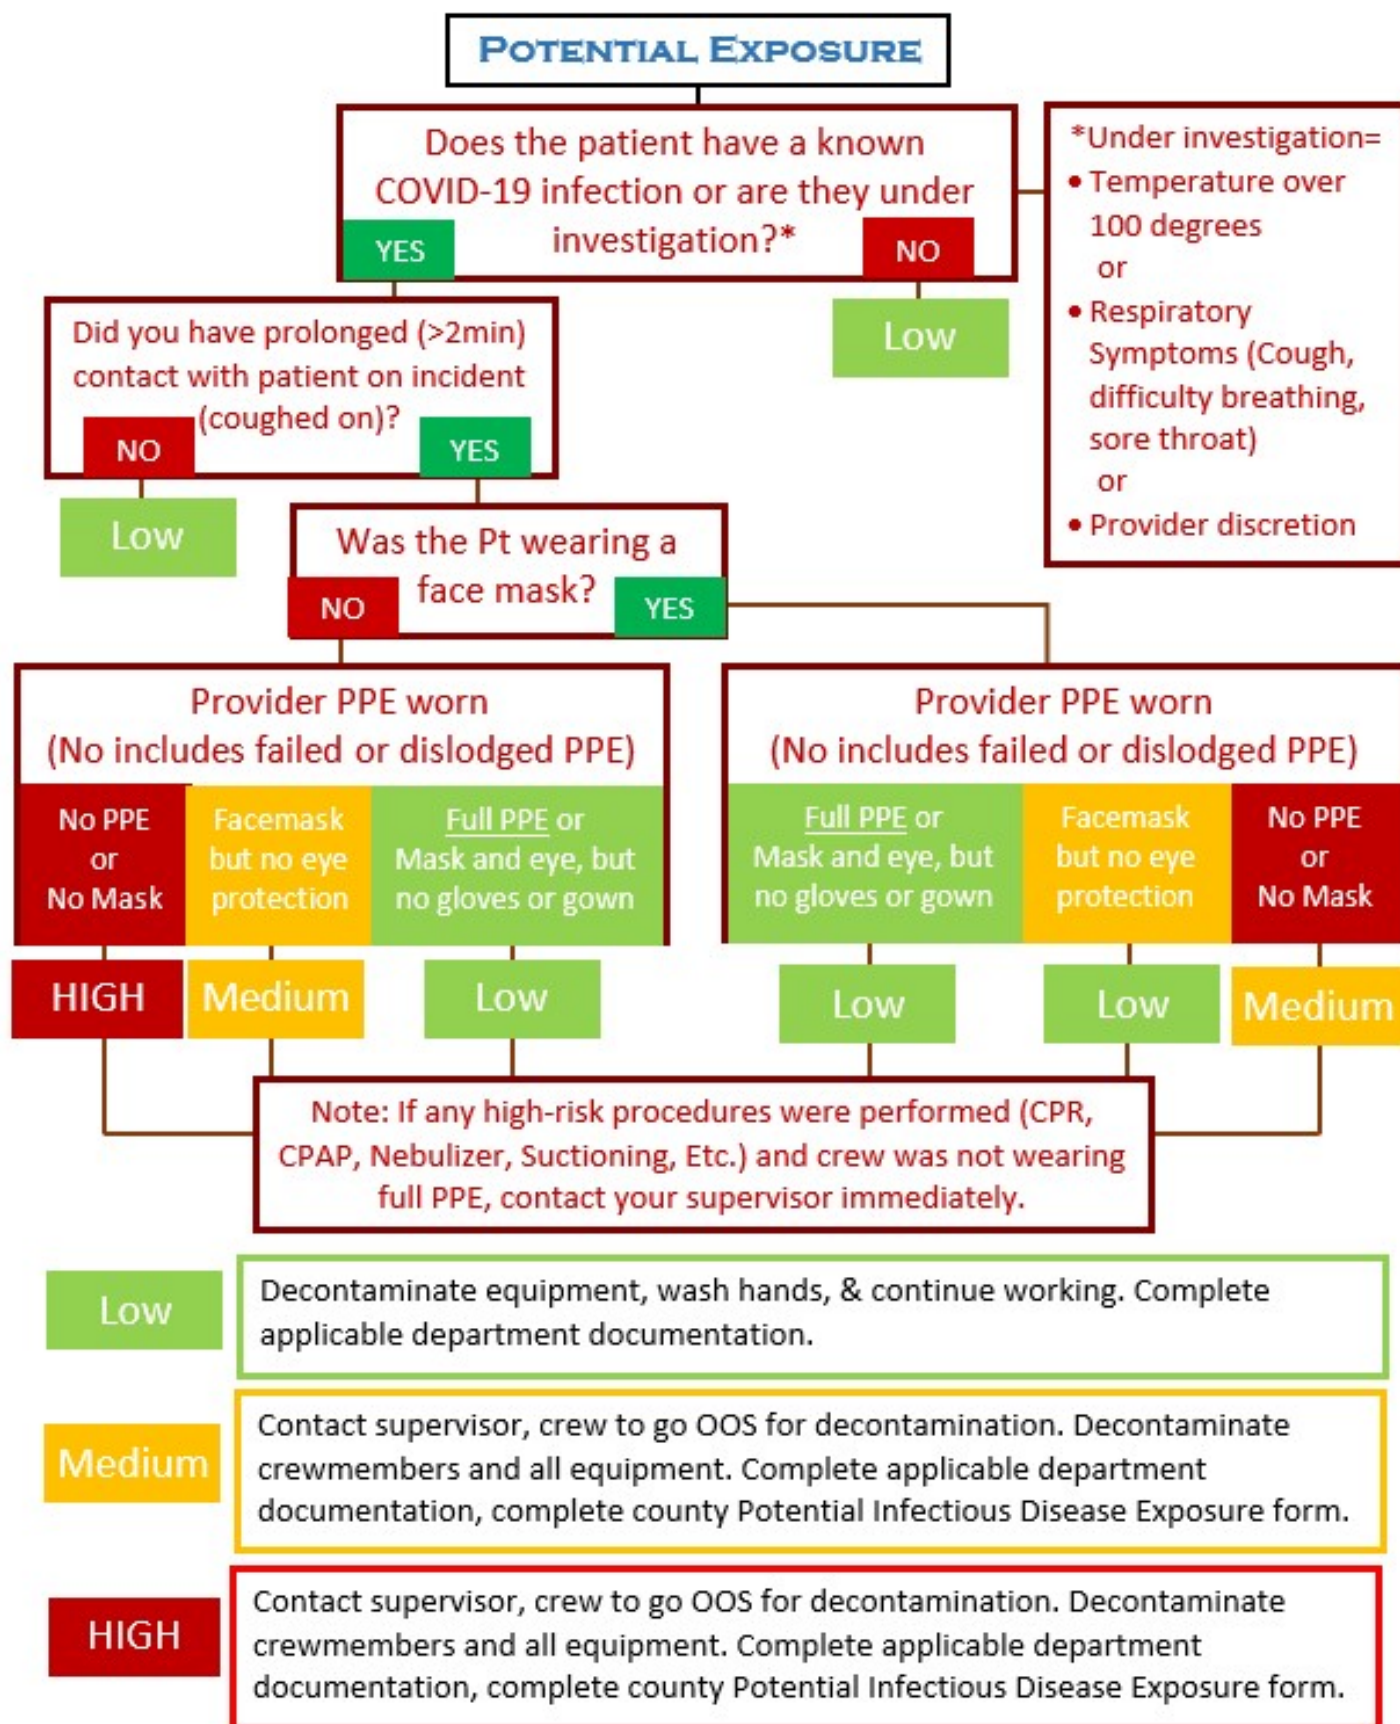 POTENTIAL EXPOSURE
Does the patient have a known
COVID-19 infection or are they under
investigation?*
YES
NO
*Under investigation=
• Temperature over
100 degrees
or
• Respiratory
Symptoms (Cough,
difficulty breathing,
sore throat)
or
• Provider discretion
Low
Did you have prolonged (>2min)
contact with patient on incident
(coughed on)?
NO
YES
Low
Was the Pt wearing a
face mask?
NO
YES
Provider PPE worn
(No includes failed or dislodged PPE)
No PPE
or
No Mask
Facemask
but no eye
protection
Full PPE or
Mask and eye, but
no gloves or gown
HIGH
Medium
Low
Provider PPE worn
(No includes failed or dislodged PPE)
Full PPE or
Mask and eye, but
no gloves or gown
Facemask
but no eye
protection
No PPE
or
No Mask
Low
Low
Medium
Note: If any high-risk procedures were performed (CPR,
CPAP, Nebulizer, Suctioning, Etc.) and crew was not wearing
full PPE, contact your supervisor immediately.
Low
Decontaminate equipment, wash hands, & continue working. Complete
applicable department documentation.
Medium
Contact supervisor, crew to go OOS for decontamination. Decontaminate
crewmembers and all equipment. Complete applicable department
documentation, complete county Potential Infectious Disease Exposure form.
HIGH
Contact supervisor, crew to go OOS for decontamination. Decontaminate
crewmembers and all equipment. Complete applicable department
documentation, complete county Potential Infectious Disease Exposure form.